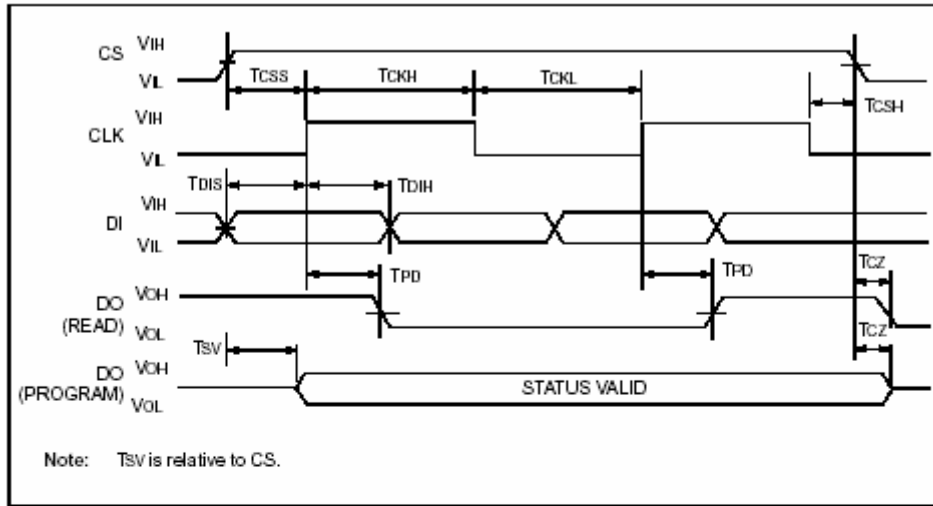 CS VIH
VIL
TCSS TCKH TCKL
TCSH
CLK VIH
VIL
TDIS TDIH
DI VIH
VIL
TPD TPD TCZ
DO (READ) VOH
VOL
TSV TCZ
DO (PROGRAM) VOH
STATUS VALID
VOL
Note: TSV is relative to CS.